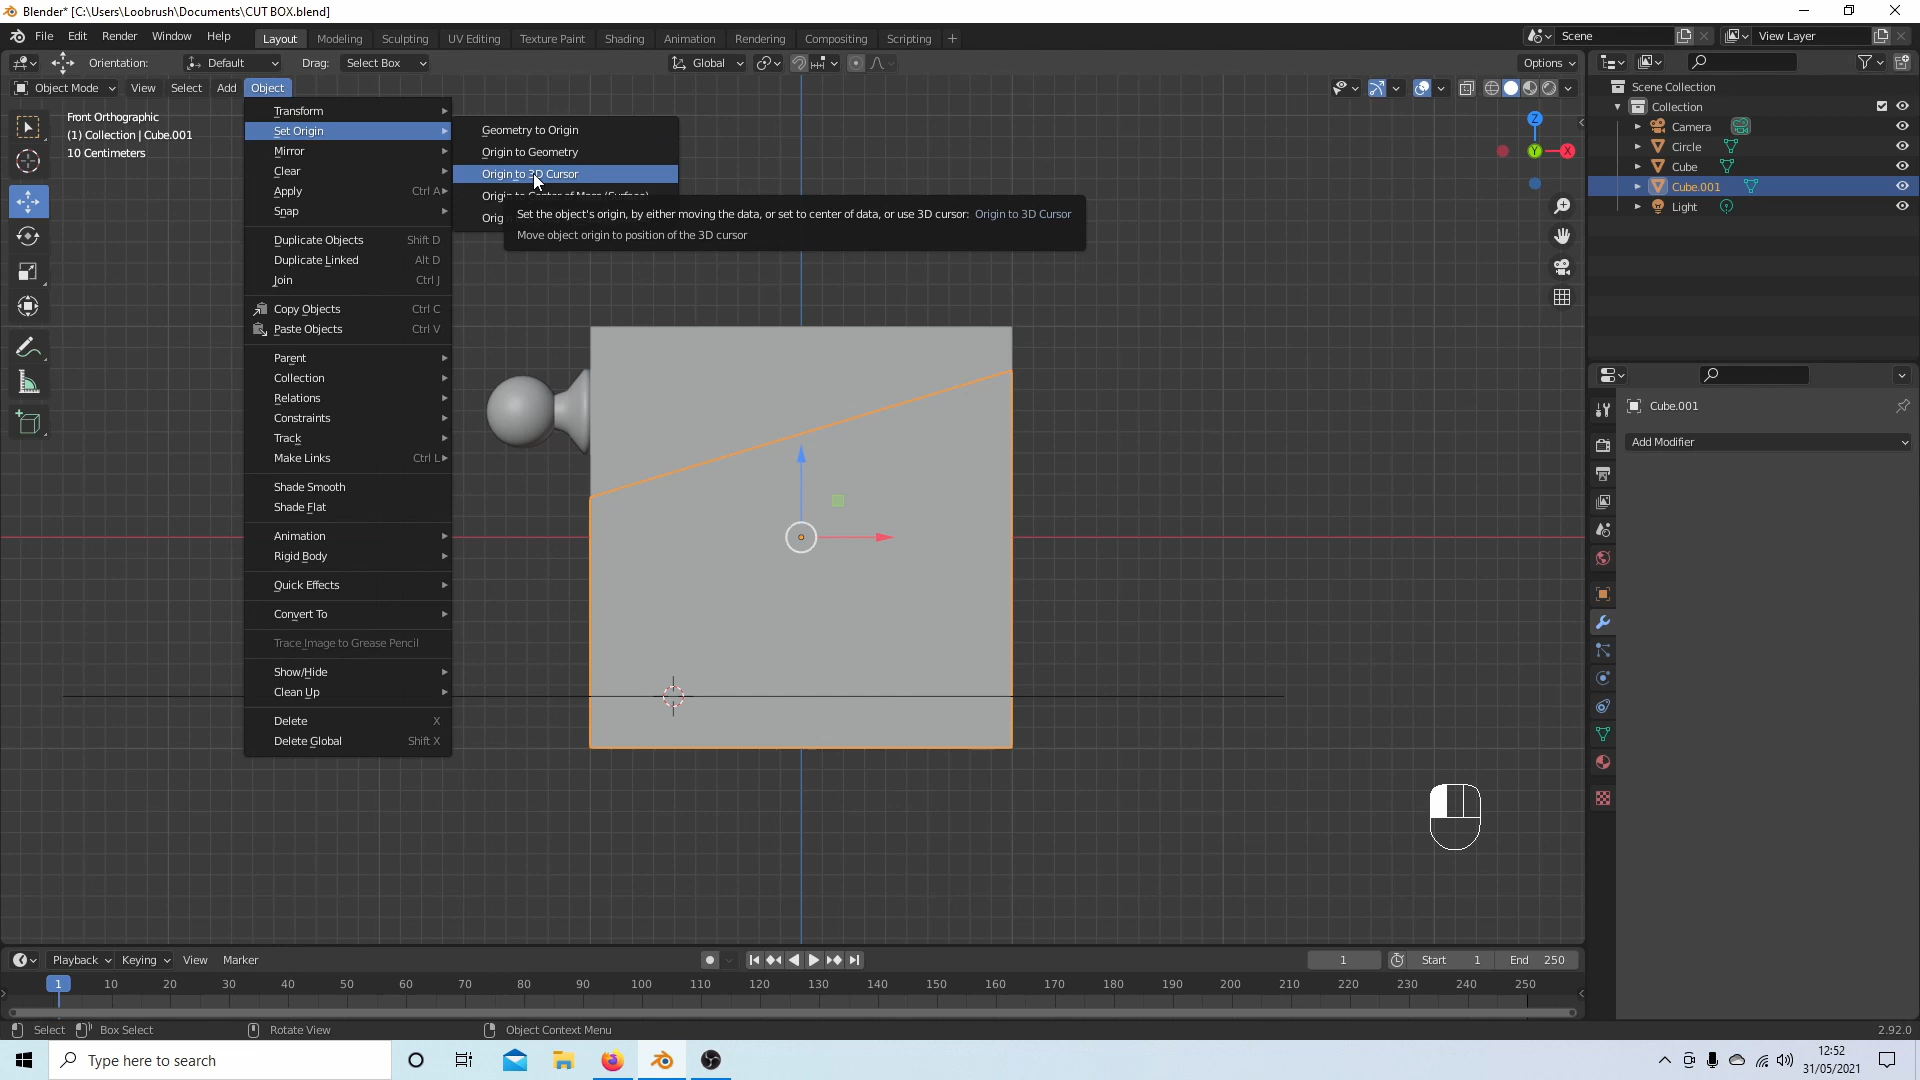 Blender* [C:\Users\Loobrush\Documents\CUT BOX.blend]
File Edit Render Window Help Layout Modeling Sculpting UV Editing Texture Paint Shading Animation Rendering Compositing Scripting + Scene View Layer
Orientation: Default Drag: Select Box Global Options
Object Mode View Select Add Object
Front Orthographic
(1) Collection | Cube.001
10 Centimeters
Transform
Set Origin
Mirror
Clear
Apply Ctrl A
Snap
Duplicate Objects Shift D
Duplicate Linked Alt D
Join Ctrl J
Copy Objects Ctrl C
Paste Objects Ctrl V
Parent
Collection
Relations
Constraints
Track
Make Links Ctrl L
Shade Smooth
Shade Flat
Animation
Rigid Body
Quick Effects
Convert To
Trace Image to Grease Pencil
Show/Hide
Clean Up
Delete X
Delete Global Shift X
Geometry to Origin
Origin to Geometry
Origin to 3D Cursor
Set the object's origin, by either moving the data, or set to center of data, or use 3D cursor: Origin to 3D Cursor
Move object origin to position of the 3D cursor
Z
Y
X
Scene Collection
Collection
Camera
Circle
Cube
Cube.001
Light
Cube.001
Add Modifier
Playback Keying View Marker 1 Start 1 End 250
1 10 20 30 40 50 60 70 80 90 100 110 120 130 140 150 160 170 180 190 200 210 220 230 240 250
Select Box Select Rotate View Object Context Menu 2.92.0
Type here to search
12:52
31/05/2021